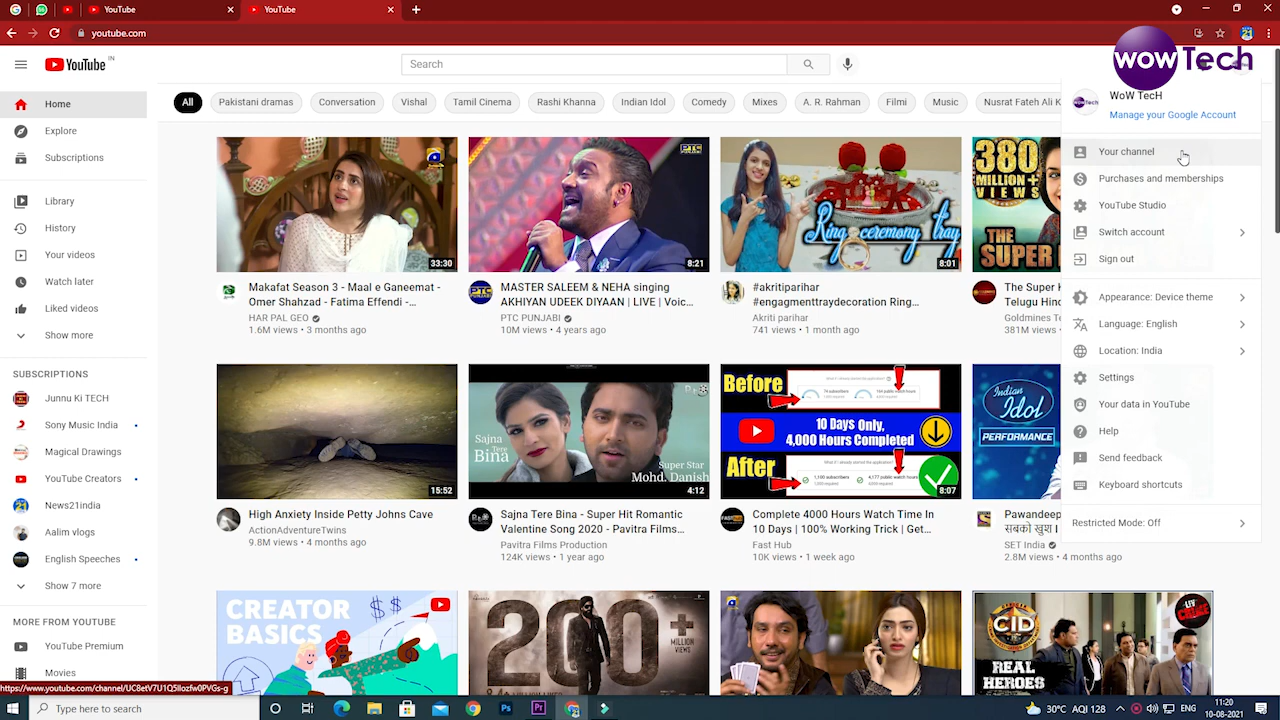 YouTube
YouTube
youtube.com
wowTech
YouTube IN
Search
All
Pakistani dramas
Conversation
Vishal
Tamil Cinema
Rashi Khanna
Indian Idol
Comedy
Mixes
A. R. Rahman
Filmi
Music
Nusrat Fateh Ali K
Home
Explore
Subscriptions
Library
History
Your videos
Watch later
Liked videos
Show more
SUBSCRIPTIONS
Junnu Ki TECH
Sony Music India
Magical Drawings
YouTube Creators
News21india
Aalim vlogs
English Speeches
Show 7 more
MORE FROM YOUTUBE
YouTube Premium
Movies
33:30
Makafat Season 3 - Maal e Ganeemat -
Omer Shahzad - Fatima Effendi -...
HAR PAL GEO
1.6M views • 3 months ago
PTC
PUNJABI
8:21
MASTER SALEEM & NEHA singing
AKHIYAN UDEEK DIYAAN | LIVE | Voic...
PTC PUNJABI
10M views • 4 years ago
Ring ceremony tray
8:01
#akritiparihar
#engagmenttraydecoration Ring...
Akriti parihar
741 views • 1 month ago
380
MILLION+
VIEWS
THE
SUPER
The Super K
Telugu Hind
Goldmines Te
381M views
15:52
High Anxiety Inside Petty Johns Cave
ActionAdventureTwins
9.8M views • 4 months ago
Sajna
Tere
Bina
Super Star
Mohd. Danish
4:12
Sajna Tere Bina - Super Hit Romantic
Valentine Song 2020 - Pavitra Films...
Pavitra Films Production
124K views • 1 year ago
Before
10 Days Only,
4,000 Hours Completed
After
8:07
Complete 4000 Hours Watch Time In
10 Days | 100% Working Trick | Get...
Fast Hub
10K views • 1 week ago
Indian
Idol
PERFORMANCE
Pawandeep
सबको खुश
SET India
2.8M views • 4 months ago
CREATOR
BASICS
200+
MILLION
VIEWS
CID
REAL
HEROES
WoW TecH
Manage your Google Account
Your channel
Purchases and memberships
YouTube Studio
Switch account
Sign out
Appearance: Device theme
Language: English
Location: India
Settings
Your data in YouTube
Help
Send feedback
Keyboard shortcuts
Restricted Mode: Off
https://www.youtube.com/channel/UC8etV7U1Q5Ilozfw0PVGs-g
Type here to search
30°C AQI 128
11:20
10-08-2021